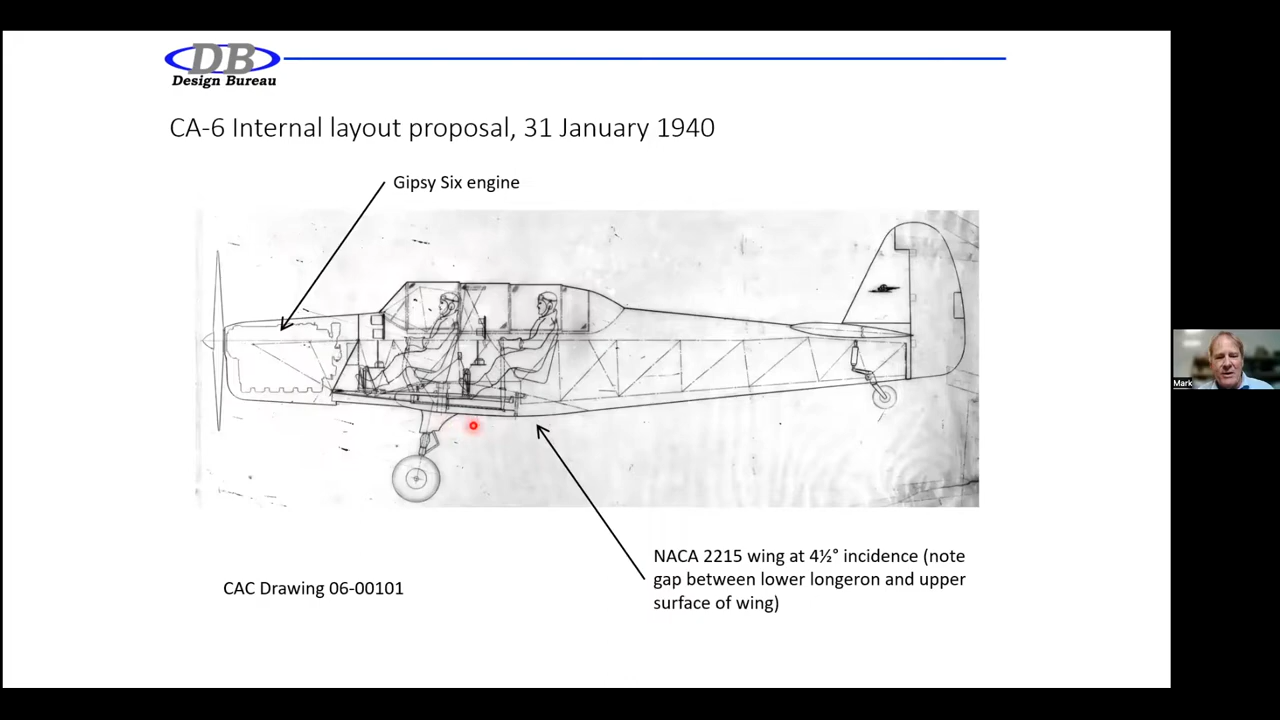 DB
Design Bureau
CA-6 Internal layout proposal, 31 January 1940
Gipsy Six engine
Mark
NACA 2215 wing at 4½° incidence (note
gap between lower longeron and upper
surface of wing)
CAC Drawing 06-00101